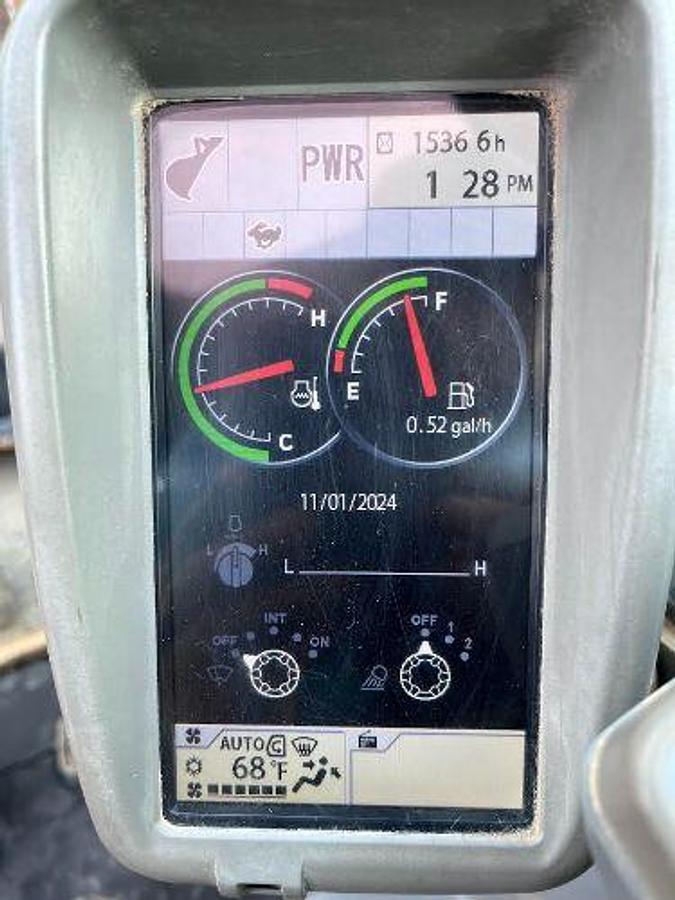 PWR
1536 6h
1 28 PM
H
F
E
C
0.52 gal/h
11/01/2024
L H
L H
INT
OFF ON
OFF 1
2
AUTO
68°F